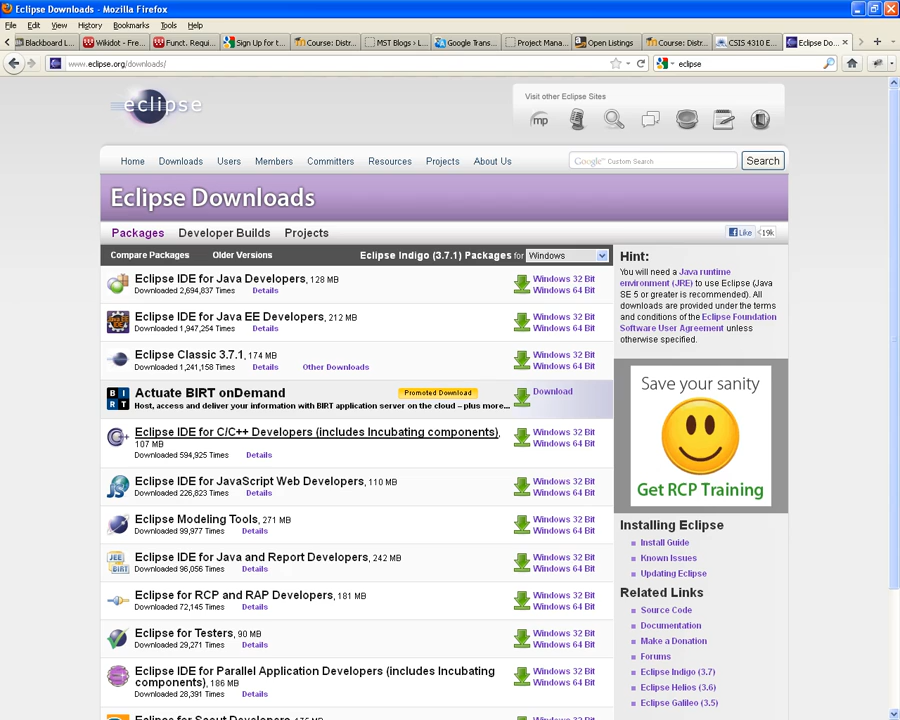 Eclipse Downloads - Mozilla Firefox
File Edit View History Bookmarks Tools Help
Blackboard L... Wikidot - Fre... Funct. Requi... Sign Up for t... Course: Distr... MST Blogs › L... Google Trans... Project Mana... Open Listings Course: Distr... CSIS 4310 E... Eclipse Do...
www.eclipse.org/downloads/ eclipse
eclipse
Visit other Eclipse Sites
mp
Home Downloads Users Members Committers Resources Projects About Us Google™ Custom Search Search
Eclipse Downloads
Packages Developer Builds Projects Like 19k
Compare Packages Older Versions Eclipse Indigo (3.7.1) Packages for Windows
Eclipse IDE for Java Developers, 128 MB Windows 32 Bit
Downloaded 2,694,837 Times Details Windows 64 Bit
Eclipse IDE for Java EE Developers, 212 MB Windows 32 Bit
Downloaded 1,947,254 Times Details Windows 64 Bit
Eclipse Classic 3.7.1, 174 MB Windows 32 Bit
Downloaded 1,241,158 Times Details Other Downloads Windows 64 Bit
Actuate BIRT onDemand Promoted Download Download
Host, access and deliver your information with BIRT application server on the cloud – plus more...
BIRT
Eclipse IDE for C/C++ Developers (includes Incubating components), Windows 32 Bit
107 MB Windows 64 Bit
Downloaded 594,925 Times Details
Eclipse IDE for JavaScript Web Developers, 110 MB Windows 32 Bit
Downloaded 226,823 Times Details Windows 64 Bit
Eclipse Modeling Tools, 271 MB Windows 32 Bit
Downloaded 99,977 Times Details Windows 64 Bit
Eclipse IDE for Java and Report Developers, 242 MB Windows 32 Bit
Downloaded 96,056 Times Details Windows 64 Bit
Eclipse for RCP and RAP Developers, 181 MB Windows 32 Bit
Downloaded 72,145 Times Details Windows 64 Bit
Eclipse for Testers, 90 MB Windows 32 Bit
Downloaded 29,271 Times Details Windows 64 Bit
Eclipse IDE for Parallel Application Developers (includes Incubating Windows 32 Bit
components), 186 MB Windows 64 Bit
Downloaded 28,391 Times Details
Eclipse for Scout Developers, 175 MB
Hint:
You will need a Java runtime
environment (JRE) to use Eclipse (Java
SE 5 or greater is recommended). All
downloads are provided under the terms
and conditions of the Eclipse Foundation
Software User Agreement unless
otherwise specified.
Save your sanity
Get RCP Training
Installing Eclipse
Install Guide
Known Issues
Updating Eclipse
Related Links
Source Code
Documentation
Make a Donation
Forums
Eclipse Indigo (3.7)
Eclipse Helios (3.6)
Eclipse Galileo (3.5)